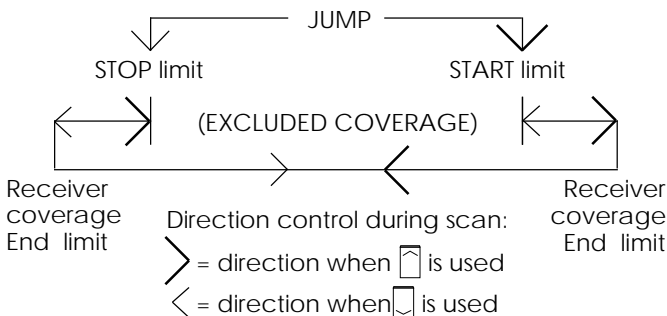 JUMP
STOP limit
START limit
(EXCLUDED COVERAGE)
Receiver
coverage
End limit
Receiver
coverage
End limit
Direction control during scan:
= direction when is used
= direction when is used